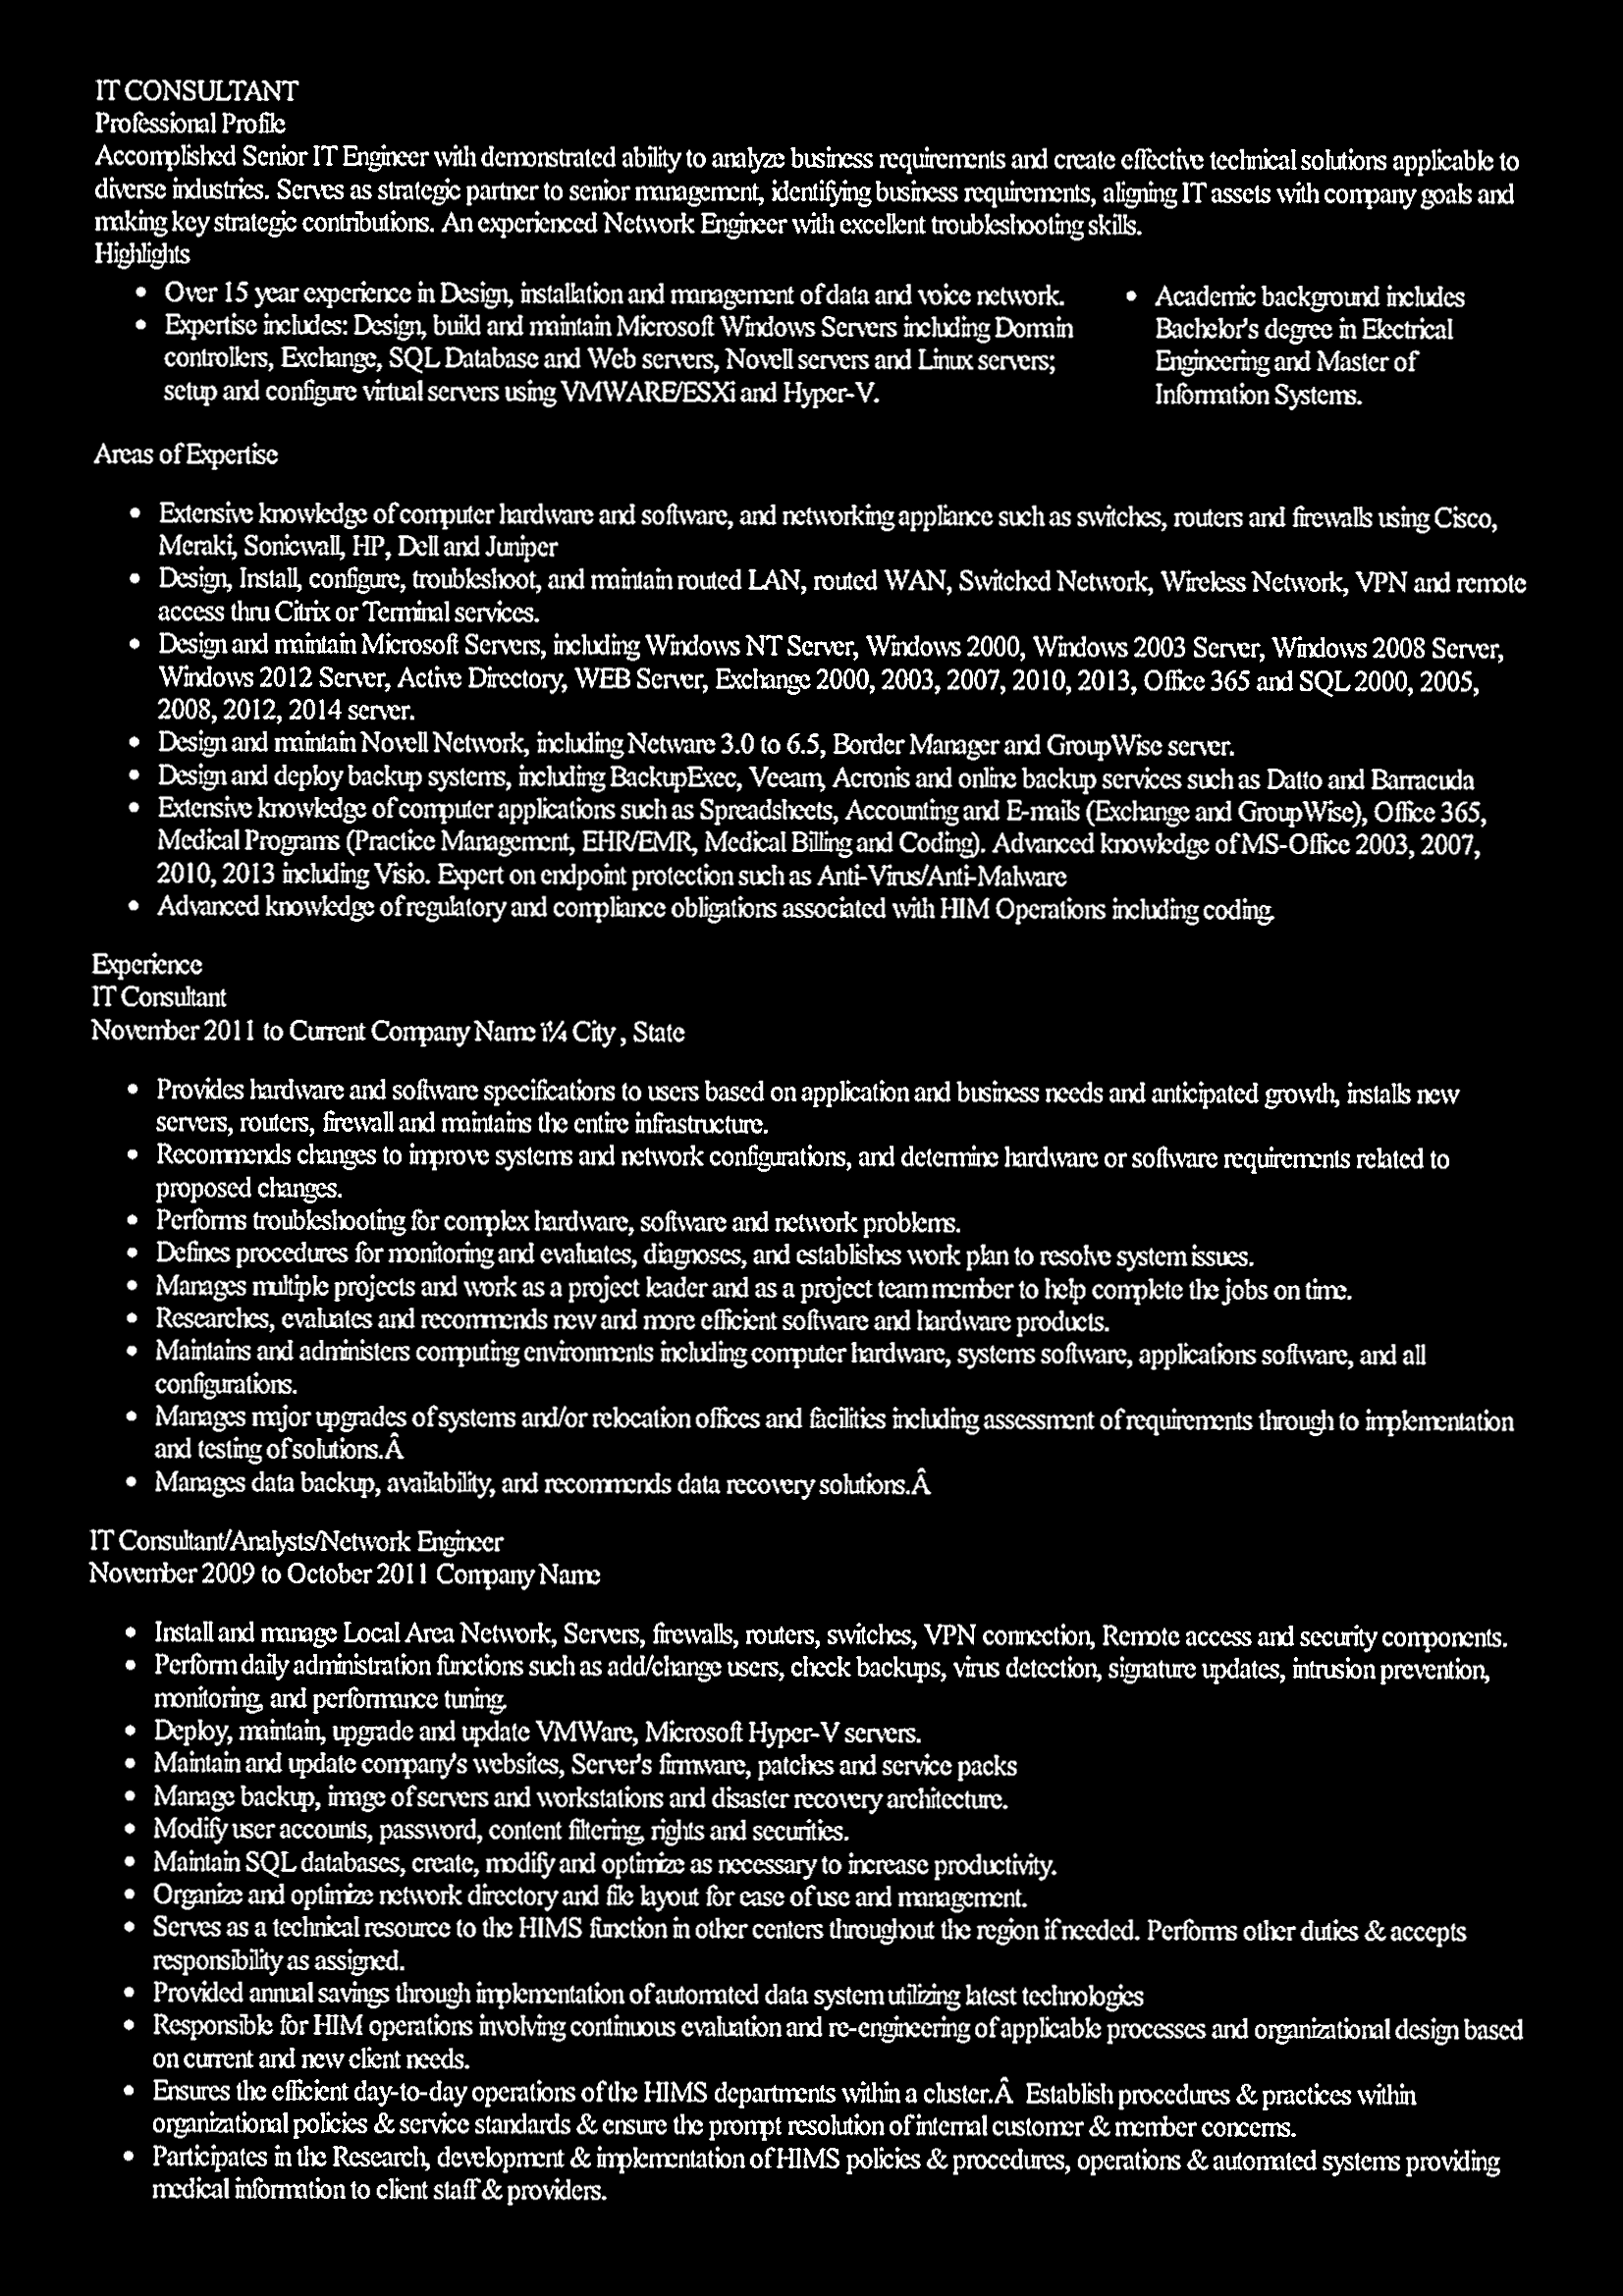 IT CONSULTANT
Professional Profile
Accomplished Senior IT Engineer with demonstrated ability to analyze business requirements and create effective technical solutions applicable to
diverse industries. Serves as strategic partner to senior management, identifying business requirements, aligning IT assets with company goals and
making key strategic contributions. An experienced Network Engineer with excellent troubleshooting skills.
Highlights
• Over 15 year experience in Design, installation and management of data and voice network.
• Expertise includes: Design, build and maintain Microsoft Windows Servers including Domain
controllers, Exchange, SQL Database and Web servers, Novell servers and Linux servers;
setup and configure virtual servers using VMWARE/ESXi and Hyper-V.
• Academic background includes
Bachelor's degree in Electrical
Engineering and Master of
Information Systems.
Areas of Expertise
• Extensive knowledge of computer hardware and software, and networking appliance such as switches, routers and firewalls using Cisco,
Meraki, Sonicwall, HP, Dell and Juniper
• Design, Install, configure, troubleshoot, and maintain routed LAN, routed WAN, Switched Network, Wireless Network, VPN and remote
access thru Citrix or Terminal services.
• Design and maintain Microsoft Servers, including Windows NT Server, Windows 2000, Windows 2003 Server, Windows 2008 Server,
Windows 2012 Server, Active Directory, WEB Server, Exchange 2000, 2003, 2007, 2010, 2013, Office 365 and SQL 2000, 2005,
2008, 2012, 2014 server.
• Design and maintain Novell Network, including Netware 3.0 to 6.5, Border Manager and GroupWise server.
• Design and deploy backup systems, including BackupExec, Veeam, Acronis and online backup services such as Datto and Barracuda
• Extensive knowledge of computer applications such as Spreadsheets, Accounting and E-mails (Exchange and GroupWise), Office 365,
Medical Programs (Practice Management, EHR/EMR, Medical Billing and Coding). Advanced knowledge of MS-Office 2003, 2007,
2010, 2013 including Visio. Expert on endpoint protection such as Anti-Virus/Anti-Malware
• Advanced knowledge of regulatory and compliance obligations associated with HIM Operations including coding.
Experience
IT Consultant
November 2011 to Current Company Name ï¼ City , State
• Provides hardware and software specifications to users based on application and business needs and anticipated growth, installs new
servers, routers, firewall and maintains the entire infrastructure.
• Recommends changes to improve systems and network configurations, and determine hardware or software requirements related to
proposed changes.
• Performs troubleshooting for complex hardware, software and network problems.
• Defines procedures for monitoring and evaluates, diagnoses, and establishes work plan to resolve system issues.
• Manages multiple projects and work as a project leader and as a project team member to help complete the jobs on time.
• Researches, evaluates and recommends new and more efficient software and hardware products.
• Maintains and administers computing environments including computer hardware, systems software, applications software, and all
configurations.
• Manages major upgrades of systems and/or relocation offices and facilities including assessment of requirements through to implementation
and testing of solutions.Â
• Manages data backup, availability, and recommends data recovery solutions.Â
IT Consultant/Analysts/Network Engineer
November 2009 to October 2011 Company Name
• Install and manage Local Area Network, Servers, firewalls, routers, switches, VPN connection, Remote access and security components.
• Perform daily administration functions such as add/change users, check backups, virus detection, signature updates, intrusion prevention,
monitoring, and performance tuning.
• Deploy, maintain, upgrade and update VMWare, Microsoft Hyper-V servers.
• Maintain and update company's websites, Server's firmware, patches and service packs
• Manage backup, image of servers and workstations and disaster recovery architecture.
• Modify user accounts, password, content filtering, rights and securities.
• Maintain SQL databases, create, modify and optimize as necessary to increase productivity.
• Organize and optimize network directory and file layout for ease of use and management.
• Serves as a technical resource to the HIMS function in other centers throughout the region if needed. Performs other duties & accepts
responsibility as assigned.
• Provided annual savings through implementation of automated data system utilizing latest technologies
• Responsible for HIM operations involving continuous evaluation and re-engineering of applicable processes and organizational design based
on current and new client needs.
• Ensures the efficient day-to-day operations of the HIMS departments within a cluster.Â Establish procedures & practices within
organizational policies & service standards & ensure the prompt resolution of internal customer & member concerns.
• Participates in the Research, development & implementation of HIMS policies & procedures, operations & automated systems providing
medical information to client staff & providers.